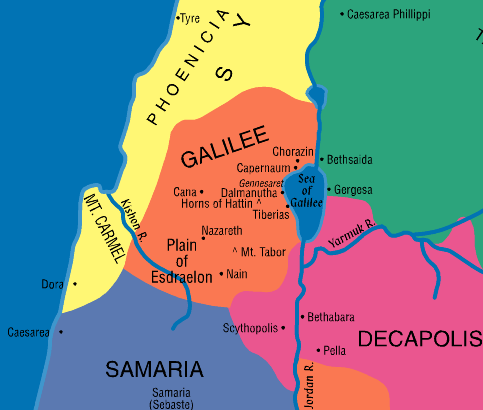 Tyre
Caesarea Phillippi
PHOENICIA
SY
GALILEE
Chorazin
Bethsaida
Capernaum
Gennesaret
Sea
of
Galilee
Cana
Dalmanutha
Gergesa
Horns of Hattin ^
Tiberias
MT. CARMEL
Kishon R.
Nazareth
Yarmuk R.
Plain
of
Esdraelon
^ Mt. Tabor
Nain
Dora
Bethabara
Scythopolis
Caesarea
DECAPOLIS
Pella
SAMARIA
Jordan R.
Samaria
(Sebaste)